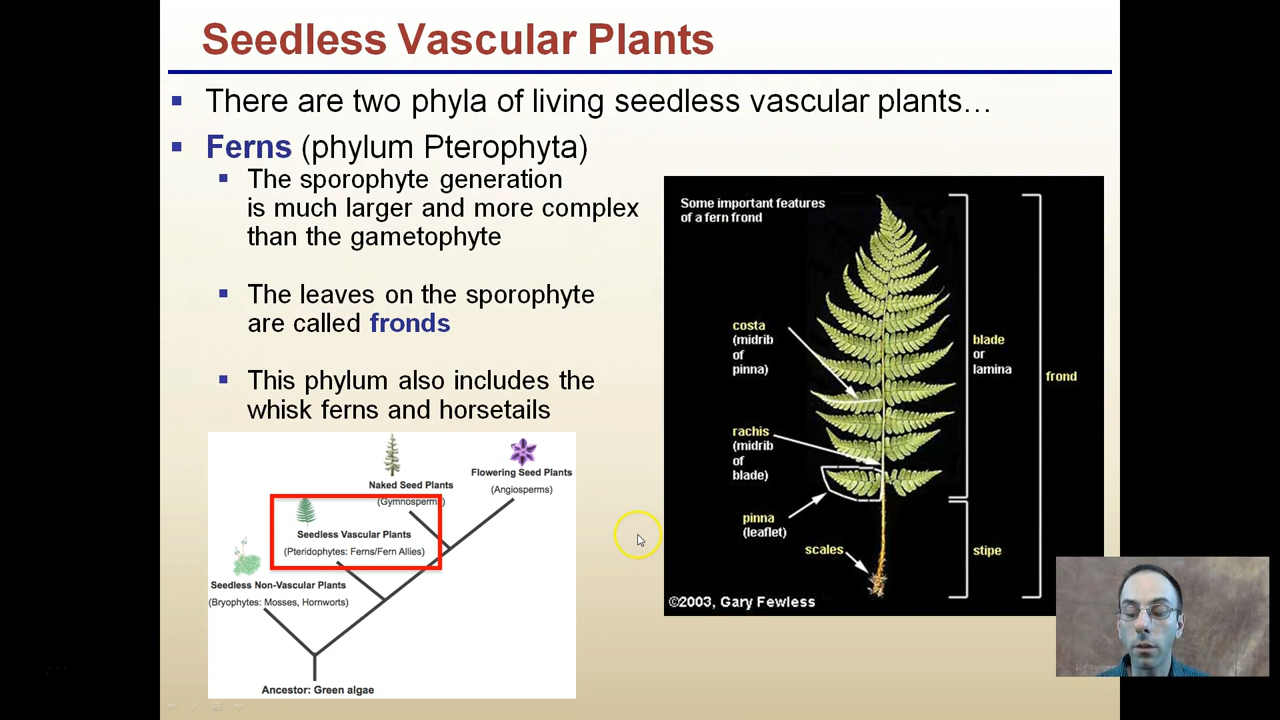 Seedless Vascular Plants
There are two phyla of living seedless vascular plants…
Ferns (phylum Pterophyta)
The sporophyte generation
is much larger and more complex
than the gametophyte
The leaves on the sporophyte
are called fronds
This phylum also includes the
whisk ferns and horsetails
Some important features
of a fern frond
costa
(midrib
of
pinna)
rachis
(midrib
of
blade)
pinna
(leaflet)
scales
blade
or
lamina
frond
stipe
©2003, Gary Fewless
Flowering Seed Plants
(Angiosperms)
Naked Seed Plants
(Gymnosperms)
Seedless Vascular Plants
(Pteridophytes: Ferns/Fern Allies)
Seedless Non-Vascular Plants
(Bryophytes: Mosses, Hornworts)
Ancestor: Green algae